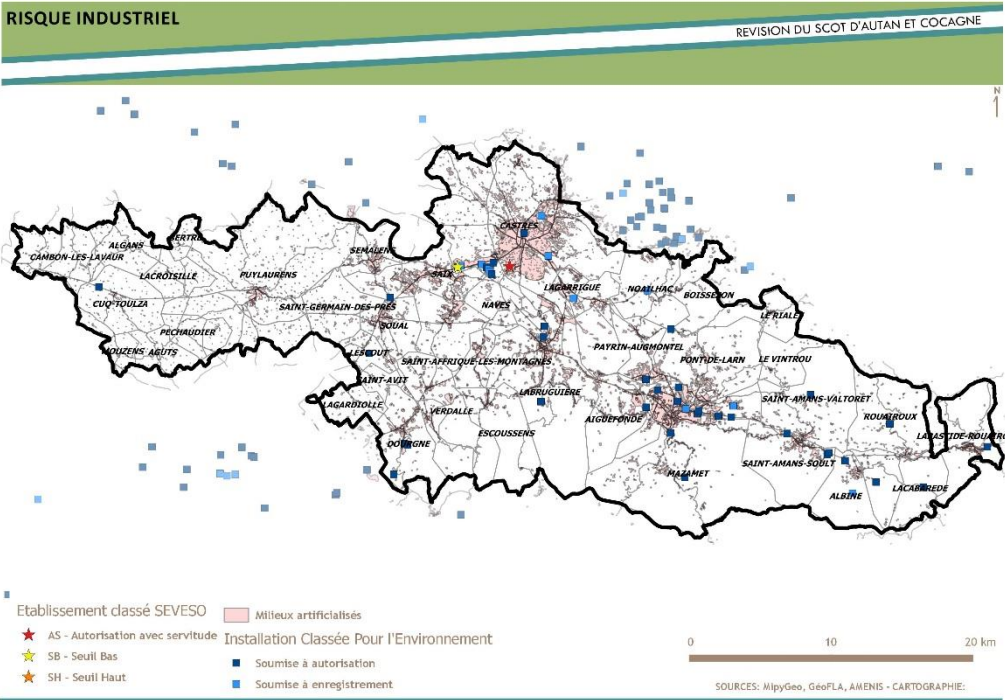 RISQUE INDUSTRIEL
REVISION DU SCOT D'AUTAN ET COCAGNE
N
CASTRES
ALGANS
SEMALENS
CAMBON-LES-LAVAUR
LACROISILLE
PUYLAURENS
SAIX
LAGARRIGUE
NOAILHAC
BOISSEZON
CUQ-TOULZA
SAINT-GERMAIN-DES-PRES
NAVES
LE RIALET
SOUAL
PECHAUDIER
PAYRIN-AUGMONTEL
MOUZENS
AGUTS
LESCOUT
SAINT-AFFRIQUE-LES-MONTAGNES
PONT-DE-LARN
LE VINTROU
SAINT-AVIT
LABRUGUIERE
SAINT-AMANS-VALTORET
LAGARDIOLLE
VERDALLE
AIGUEFONDE
ROUAIROUX
ESCOUSSENS
DOURGNE
LABASTIDE-ROUAIROUX
SAINT-AMANS-SOULT
MAZAMET
LACABAREDE
ALBINE
Etablissement classé SEVESO
AS - Autorisation avec servitude
SB - Seuil Bas
SH - Seuil Haut
Milieux artificialisés
Installation Classée Pour l'Environnement
Soumise à autorisation
Soumise à enregistrement
0 10 20 km
SOURCES: MipyGeo, GéoFLA, AMENIS - CARTOGRAPHIE: